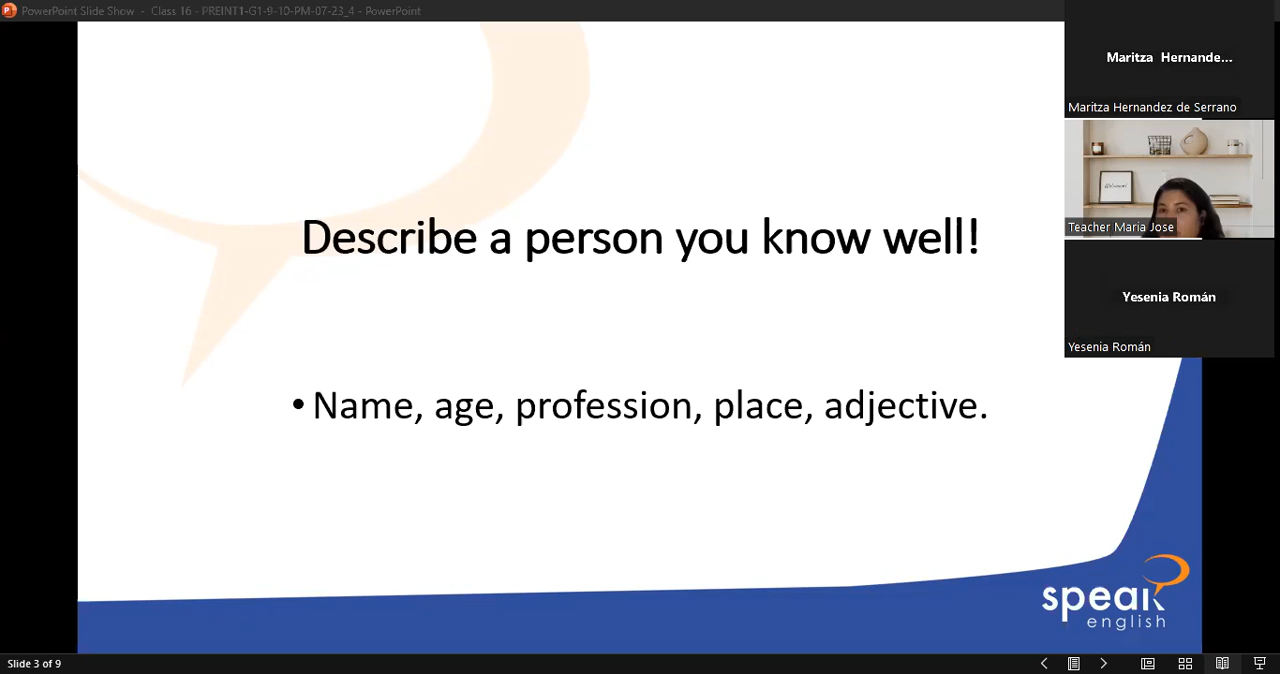 PowerPoint Slide Show - Class 16 - PREINT1-G1-9-10-PM-07-23_4 - PowerPoint
Maritza Hernande...
Maritza Hernandez de Serrano
Teacher Maria Jose
Yesenia Román
Yesenia Román
Describe a person you know well!
• Name, age, profession, place, adjective.
speak
english
Slide 3 of 9